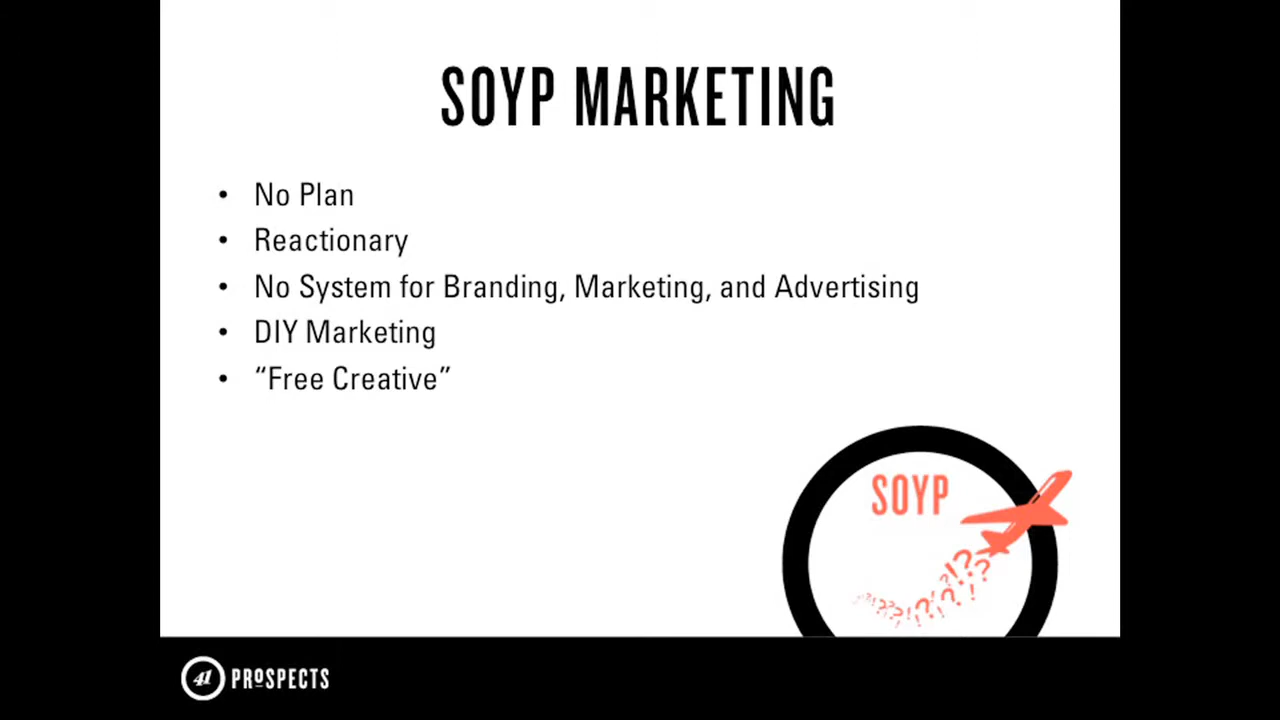 SOYP MARKETING
• No Plan
• Reactionary
• No System for Branding, Marketing, and Advertising
• DIY Marketing
• “Free Creative”
SOYP
41 PROSPECTS